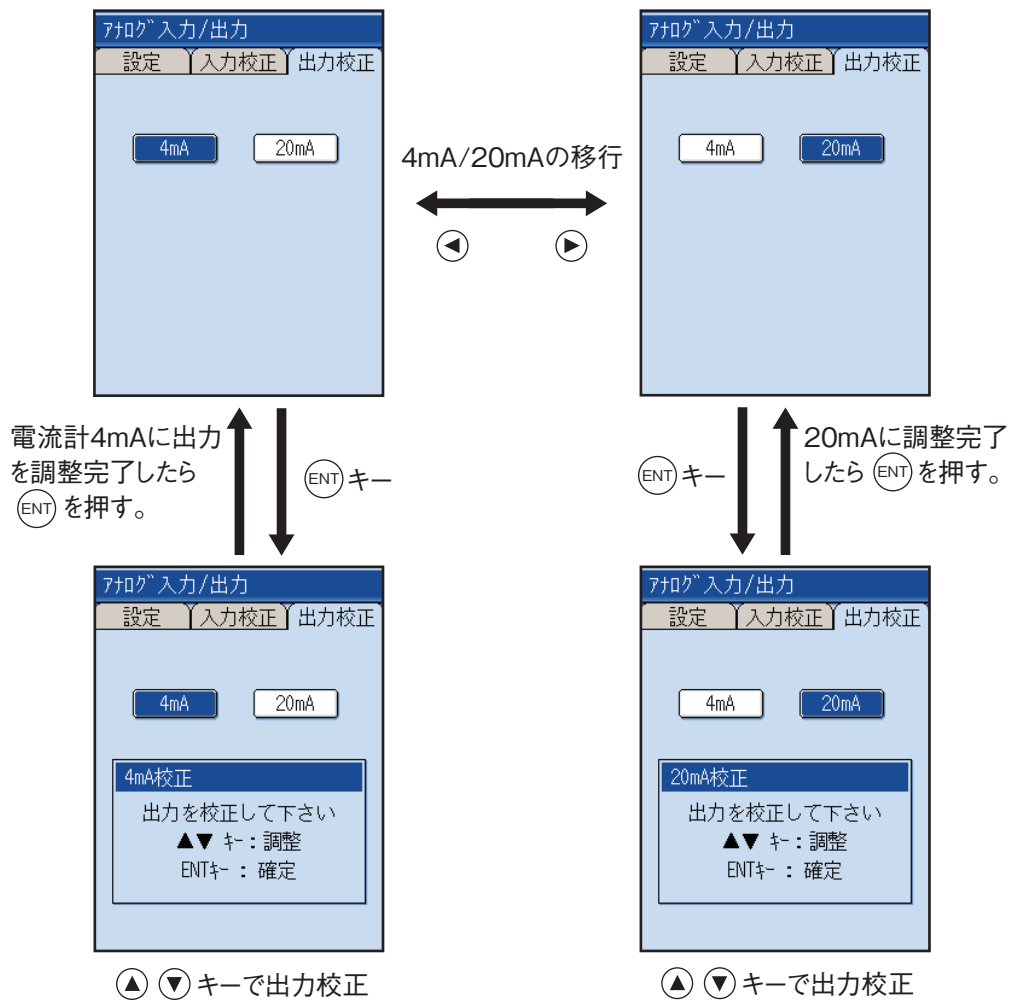 ｱﾅﾛｸﾞ入力/出力
設定 入力校正 出力校正
4mA 20mA
4mA/20mAの移行
◀ ▶
ｱﾅﾛｸﾞ入力/出力
設定 入力校正 出力校正
4mA 20mA
電流計4mAに出力
を調整完了したら
ENT を押す。
ENT キー
ENT キー
20mAに調整完了
したら ENT を押す。
ｱﾅﾛｸﾞ入力/出力
設定 入力校正 出力校正
4mA 20mA
4mA校正
出力を校正して下さい
▲▼ ｷｰ：調整
ENTｷｰ：確定
▲ ▼ キーで出力校正
ｱﾅﾛｸﾞ入力/出力
設定 入力校正 出力校正
4mA 20mA
20mA校正
出力を校正して下さい
▲▼ ｷｰ：調整
ENTｷｰ：確定
▲ ▼ キーで出力校正